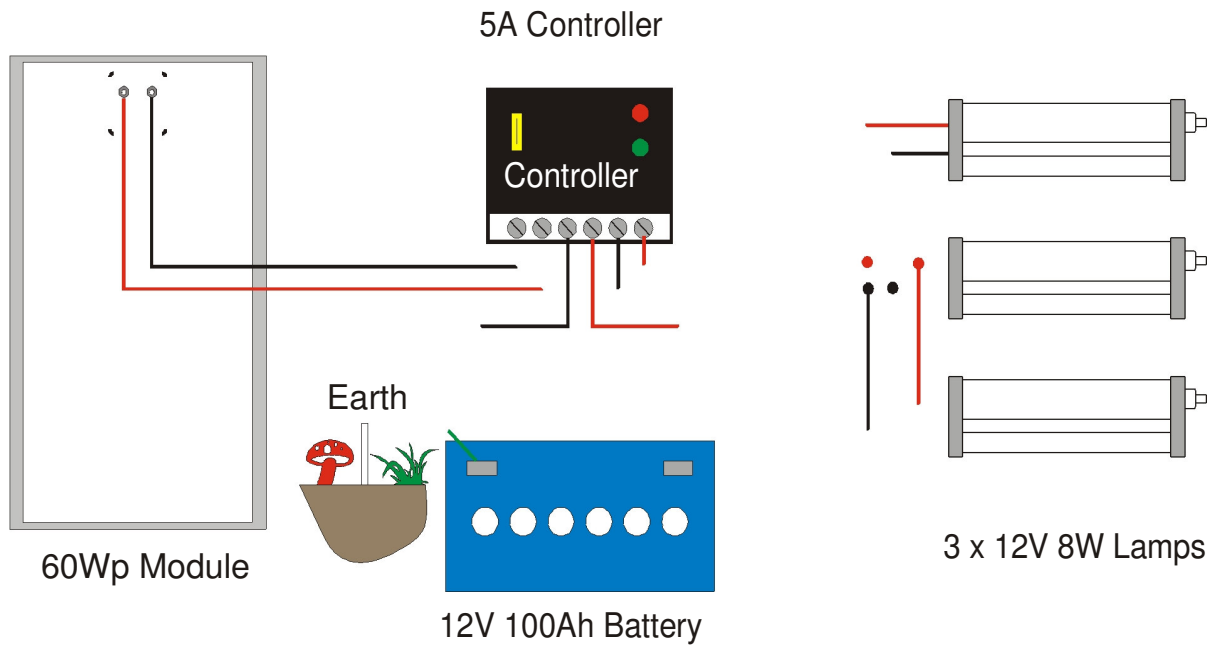 5A Controller
Controller
Earth
60Wp Module
12V 100Ah Battery
3 x 12V 8W Lamps